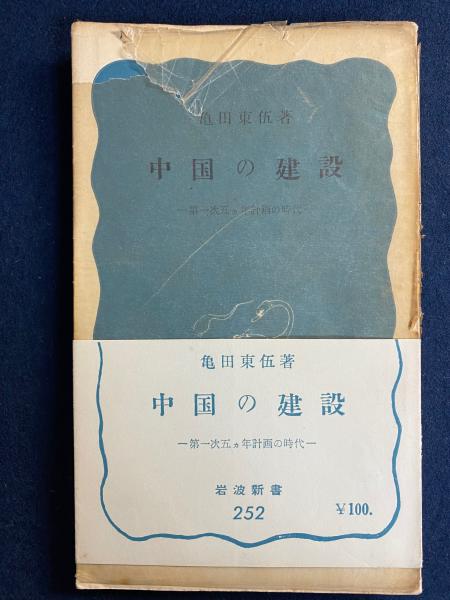 亀田東伍著
中国の建設
―第一次五ヵ年計画の時代―
亀田東伍著
中国の建設
―第一次五ヵ年計画の時代―
岩波新書
252
¥100.